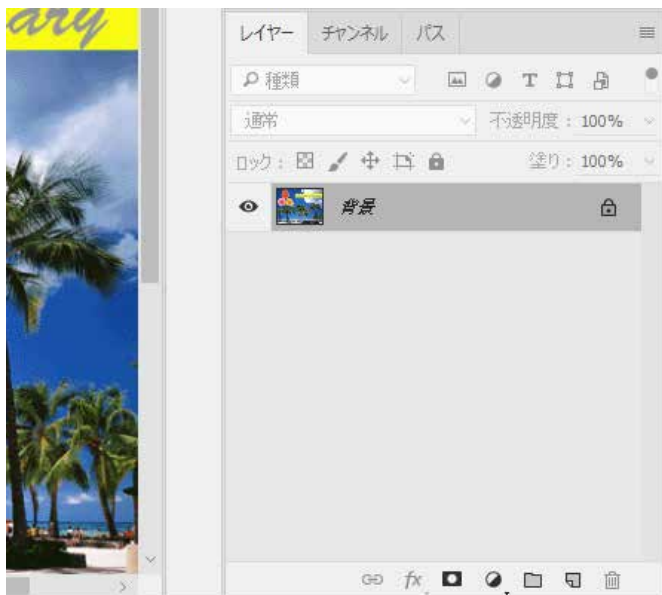 ary
レイヤー チャンネル パス
種類
通常 不透明度： 100%
ロック： 塗り： 100%
背景
fx